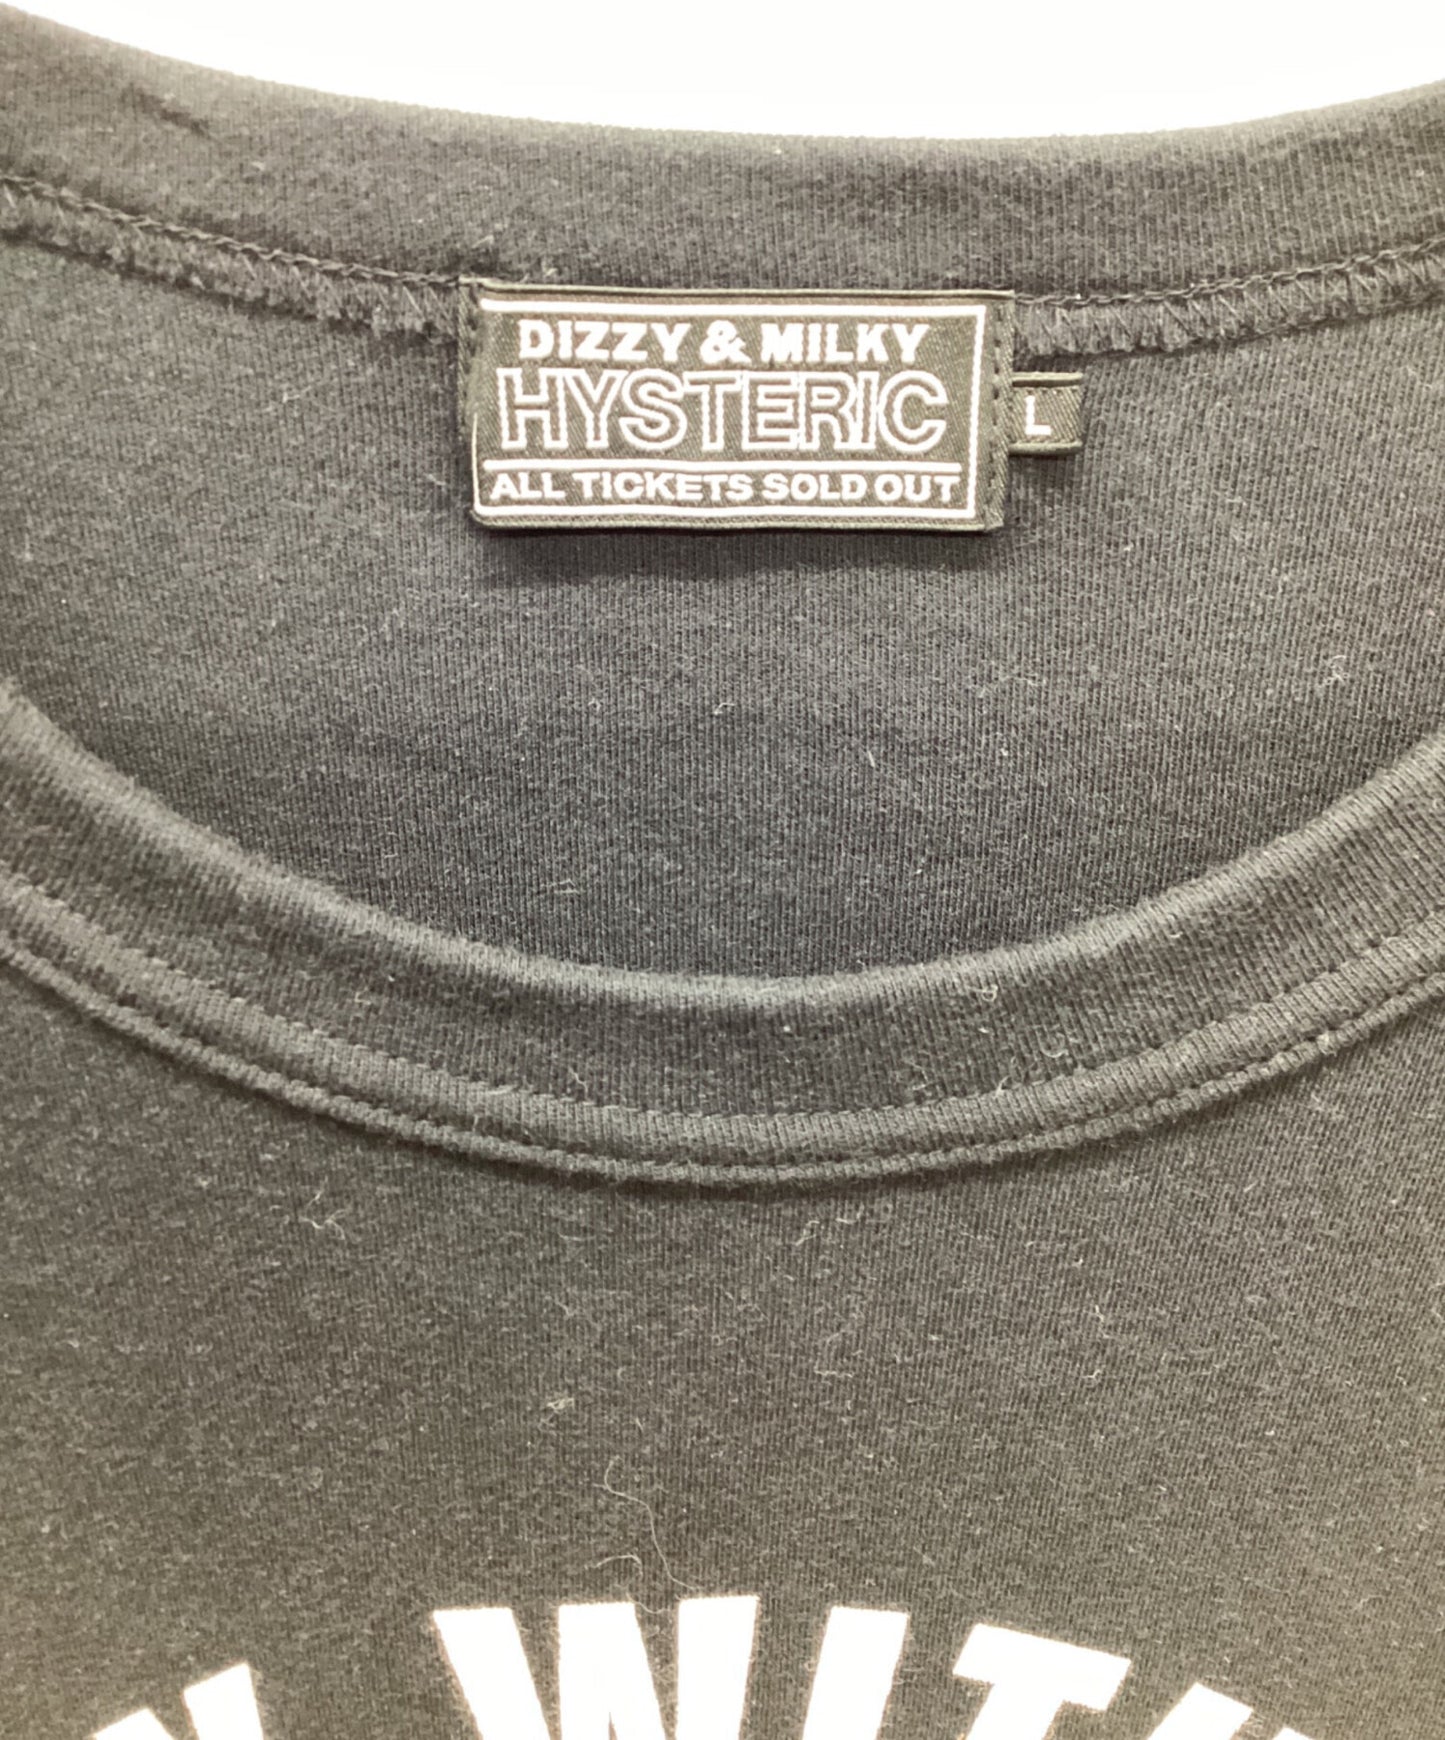 DIZZY & MILKY
HYSTERIC
ALL TICKETS SOLD OUT
L